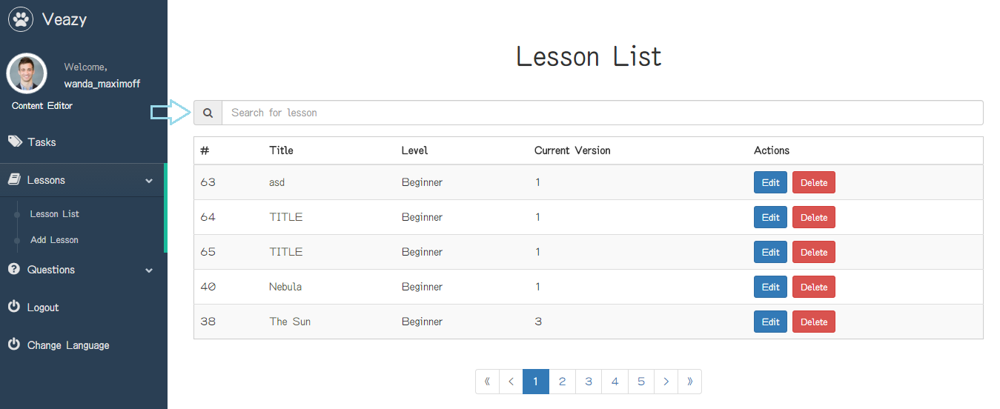 Veazy
Welcome,
wanda_maximoff
Content Editor
Tasks
Lessons
Lesson List
Add Lesson
Questions
Logout
Change Language
Lesson List
Search for lesson
# Title Level Current Version Actions
63 asd Beginner 1 Edit Delete
64 TITLE Beginner 1 Edit Delete
65 TITLE Beginner 1 Edit Delete
40 Nebula Beginner 1 Edit Delete
38 The Sun Beginner 3 Edit Delete
《 < 1 2 3 4 5 > 》